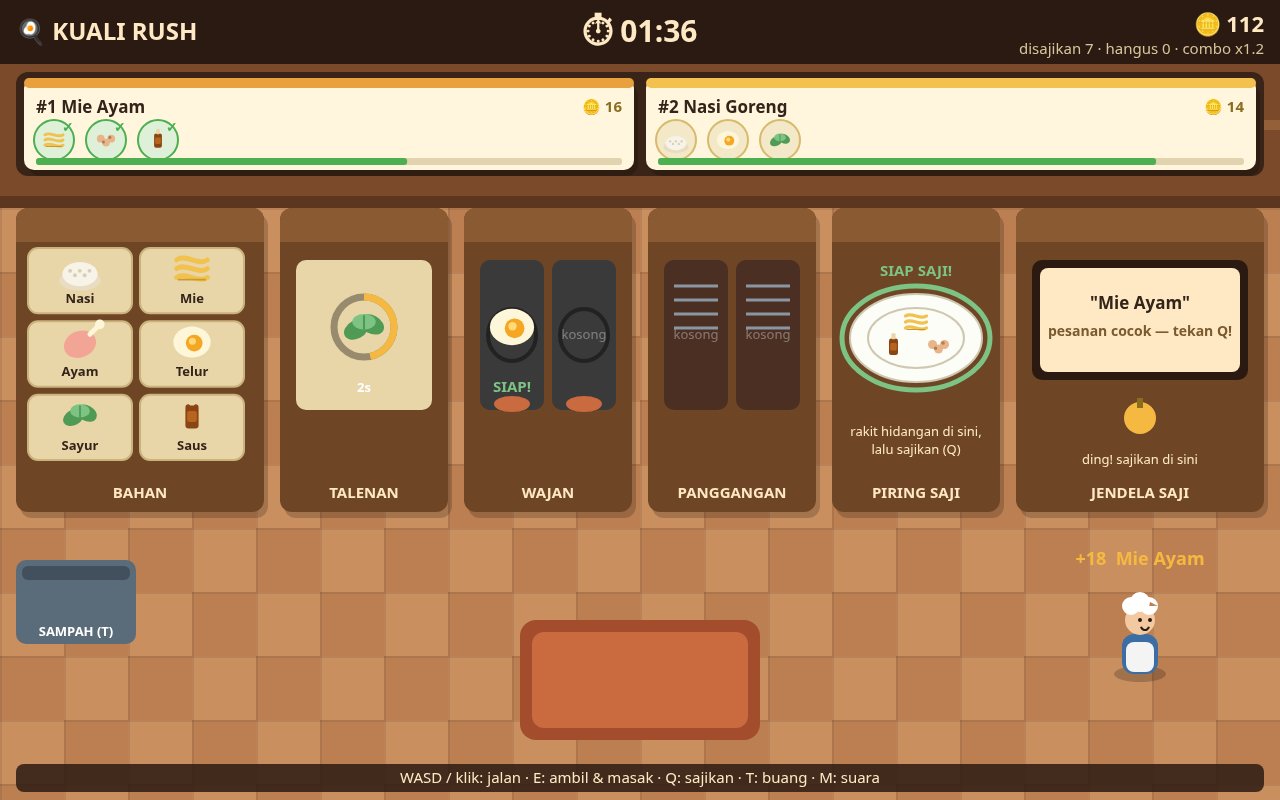 KUALI RUSH
01:36
112
disajikan 7 · hangus 0 · combo x1.2
#1 Mie Ayam
16
#2 Nasi Goreng
14
Nasi
Mie
Ayam
Telur
Sayur
Saus
BAHAN
2s
TALENAN
kosong
SIAP!
WAJAN
kosong
kosong
PANGGANGAN
SIAP SAJI!
rakit hidangan di sini,
lalu sajikan (Q)
PIRING SAJI
"Mie Ayam"
pesanan cocok — tekan Q!
ding! sajikan di sini
JENDELA SAJI
+18 Mie Ayam
SAMPAH (T)
WASD / klik: jalan · E: ambil & masak · Q: sajikan · T: buang · M: suara